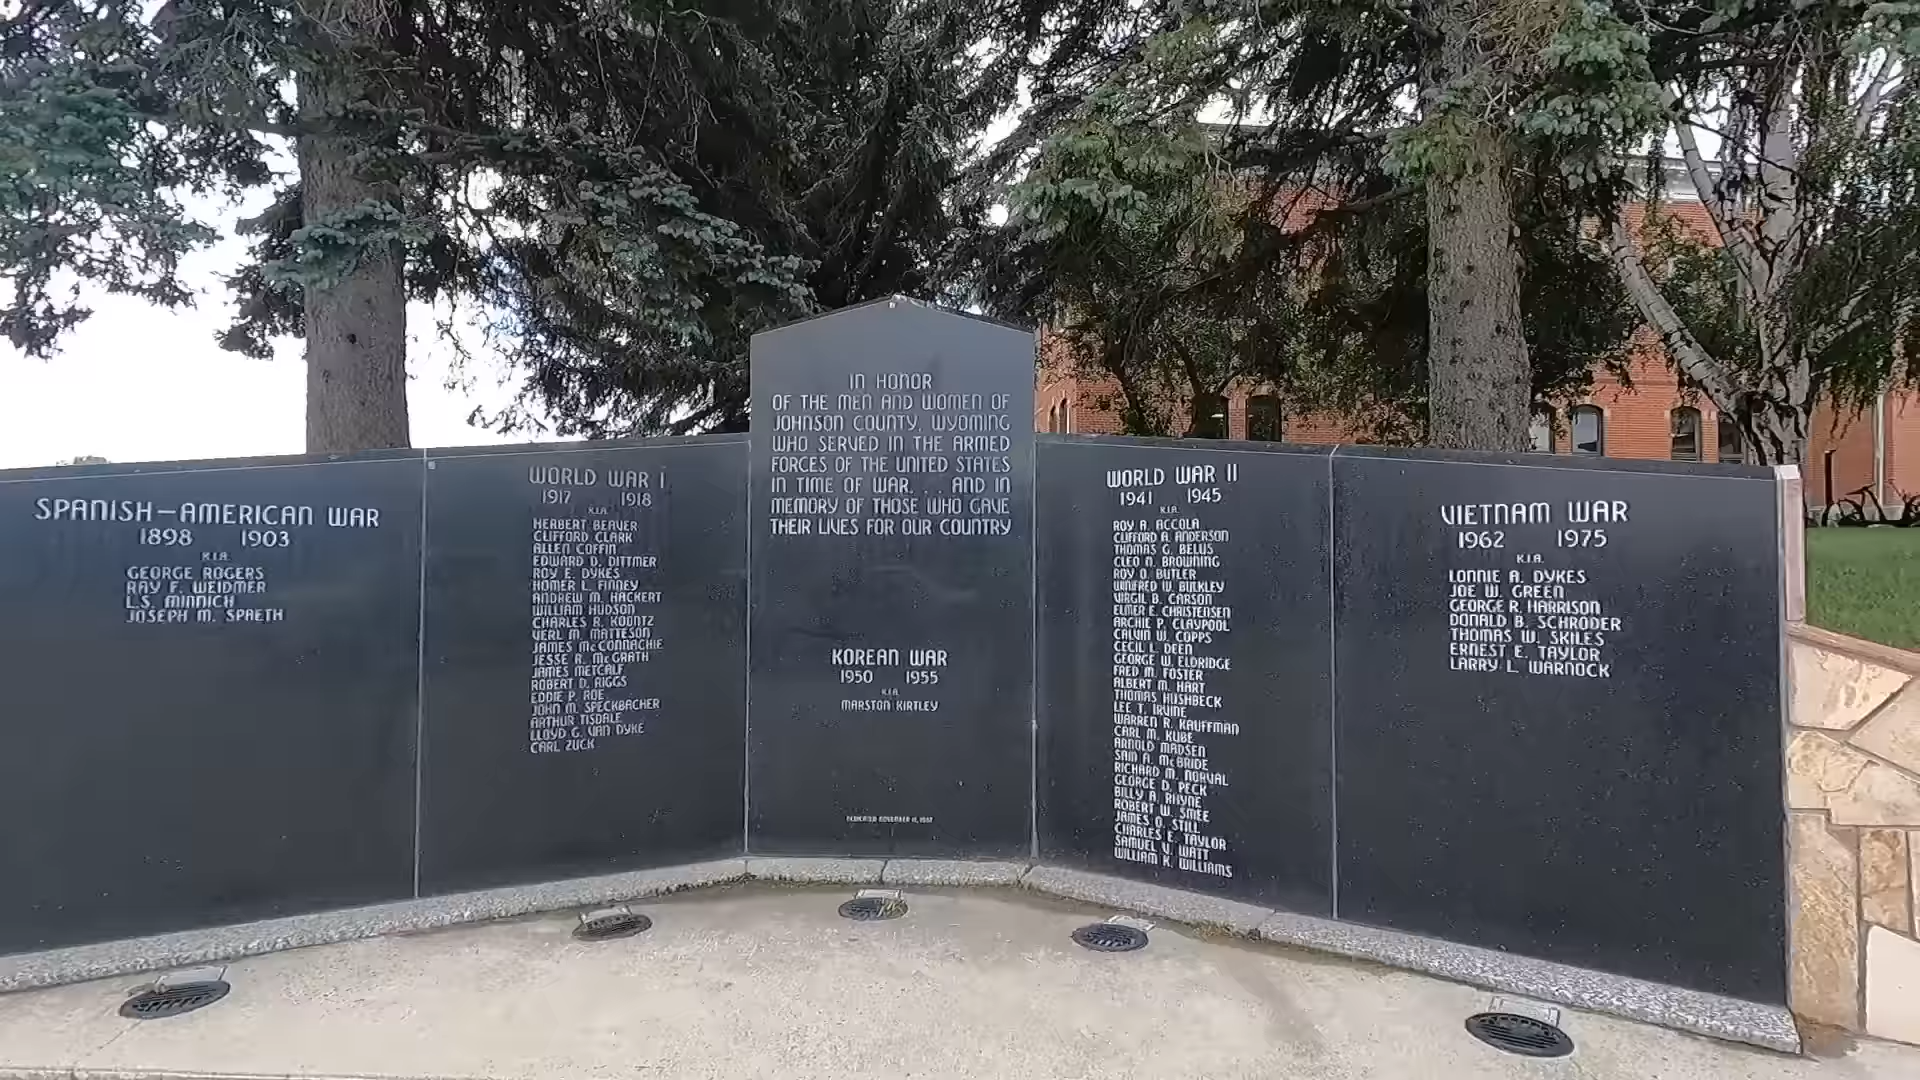 SPANISH-AMERICAN WAR
1898 1903
K.I.A.
GEORGE ROGERS
RAY F. WEIDMER
L.S. MINNICH
JOSEPH M. SPAETH
WORLD WAR I
1917 1918
K.I.A.
HERBERT BEAVER
CLIFFORD CLARK
ALLEN COFFIN
EDWARD D. DITTMER
ROY E. DYKES
HOMER L. FINNEY
ANDREW M. HACKERT
WILLIAM HUDSON
CHARLES R. KOONTZ
VERL M. MATTESON
JAMES McCONNACHIE
JESSE R. McGRATH
JAMES METCALF
ROBERT D. RIGGS
EDDIE P. ROE
JOHN M. SPECKBACHER
ARTHUR TISDALE
LLOYD G. VAN DYKE
CARL ZUCK
IN HONOR
OF THE MEN AND WOMEN OF
JOHNSON COUNTY, WYOMING
WHO SERVED IN THE ARMED
FORCES OF THE UNITED STATES
IN TIME OF WAR. . . AND IN
MEMORY OF THOSE WHO GAVE
THEIR LIVES FOR OUR COUNTRY
KOREAN WAR
1950 1955
K.I.A.
MARSTON KIRTLEY
DEDICATED NOVEMBER 11,
WORLD WAR II
1941 1945
K.I.A.
ROY A. ACCOLA
CLIFFORD A. ANDERSON
THOMAS G. BELUS
CLEO N. BROWNING
ROY O. BUTLER
WINIFRED W. BULKLEY
VIRGIL B. CARSON
ELMER E. CHRISTENSEN
ARCHIE P. CLAYPOOL
CALVIN W. COPPS
CECIL L. DEEN
GEORGE W. ELDRIDGE
FRED M. FOSTER
ALBERT M. HART
THOMAS HUSHBECK
LEE T. IRVINE
WARREN R. KAUFFMAN
CARL M. KUBE
ARNOLD MADSEN
SAM A. McBRIDE
RICHARD M. NORVAL
GEORGE D. PECK
BILLY A. RHYNE
ROBERT W. SMEE
JAMES O. STILL
CHARLES E. TAYLOR
SAMUEL V. WATT
WILLIAM K. WILLIAMS
VIETNAM WAR
1962 1975
K.I.A.
LONNIE A. DYKES
JOE W. GREEN
GEORGE R. HARRISON
DONALD B. SCHRODER
THOMAS W. SKILES
ERNEST E. TAYLOR
LARRY L. WARNOCK